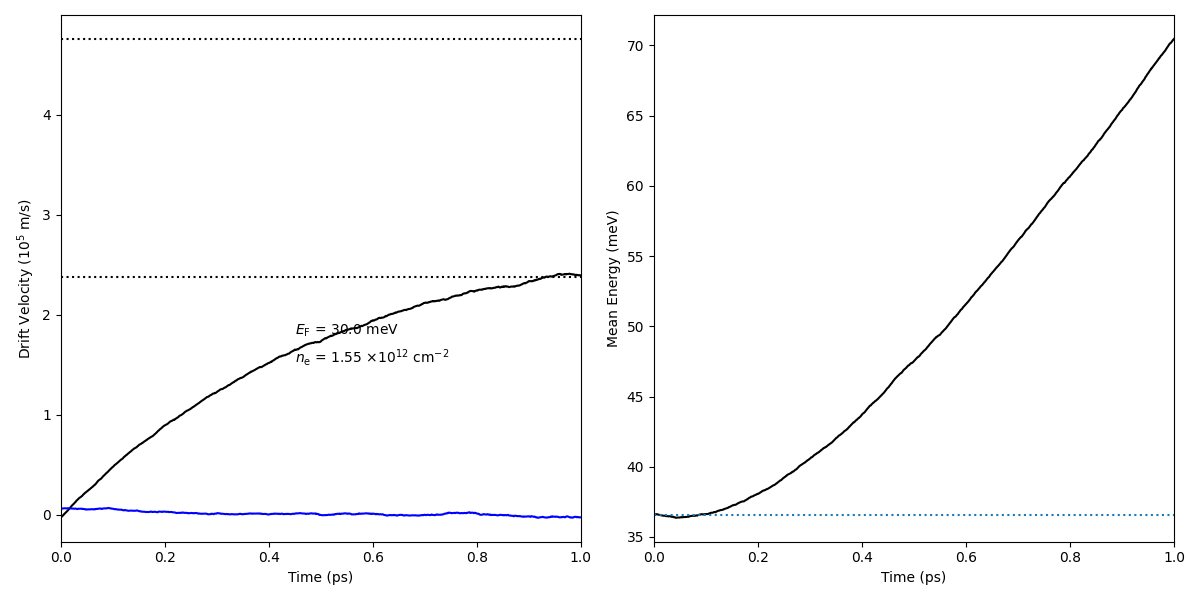 4
3
2
1
0
Drift Velocity (10⁵ m/s)
E_F = 30.0 meV
n_e = 1.55 ×10¹² cm⁻²
0.0 0.2 0.4 0.6 0.8 1.0
Time (ps)
70
65
60
55
50
45
40
35
Mean Energy (meV)
0.0 0.2 0.4 0.6 0.8 1.0
Time (ps)